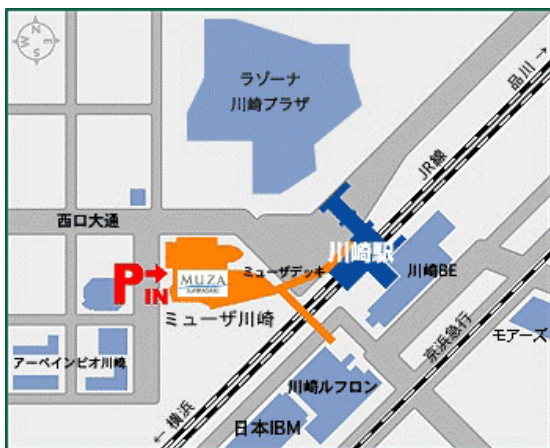 N
E
S
W
ラゾーナ
川崎プラザ
品川 →
JR線
西口大通
川崎駅
ミューザデッキ
川崎BE
P
IN
MUZA
KAWASAKI
ミューザ川崎
アーベインビオ川崎
川崎ルフロン
京浜急行
モアーズ
← 横浜
日本IBM